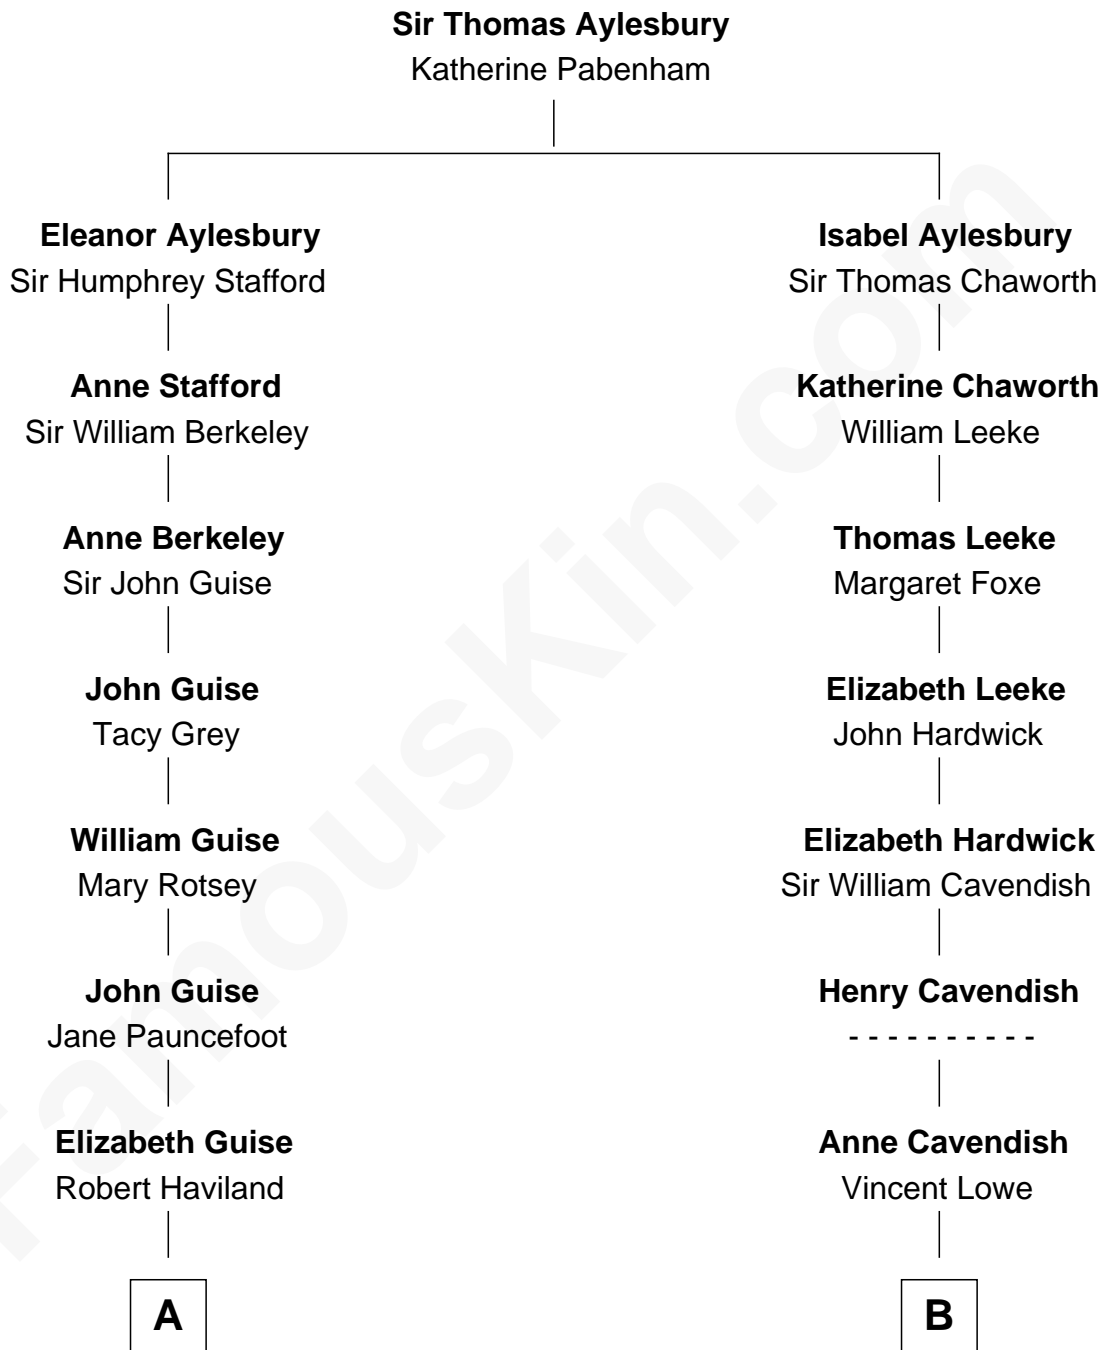 Sir Thomas Aylesbury
Katherine Pabenham
Eleanor Aylesbury
Sir Humphrey Stafford
Isabel Aylesbury
Sir Thomas Chaworth
Anne Stafford
Sir William Berkeley
Katherine Chaworth
William Leeke
Anne Berkeley
Sir John Guise
Thomas Leeke
Margaret Foxe
John Guise
Tacy Grey
Elizabeth Leeke
John Hardwick
William Guise
Mary Rotsey
Elizabeth Hardwick
Sir William Cavendish
John Guise
Jane Pauncefoot
Henry Cavendish
- - - - - - - - - -
Elizabeth Guise
Robert Haviland
Anne Cavendish
Vincent Lowe
A
B
FamousKin.com